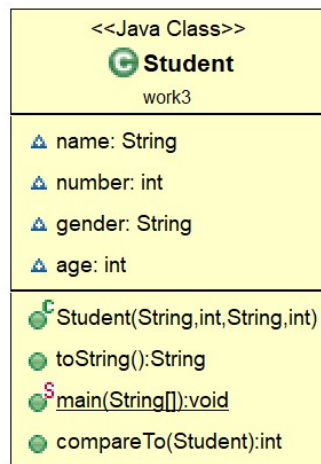 <<Java Class>>
C Student
work3
name: String
number: int
gender: String
age: int
C Student(String,int,String,int)
toString():String
S main(String[]):void
compareTo(Student):int